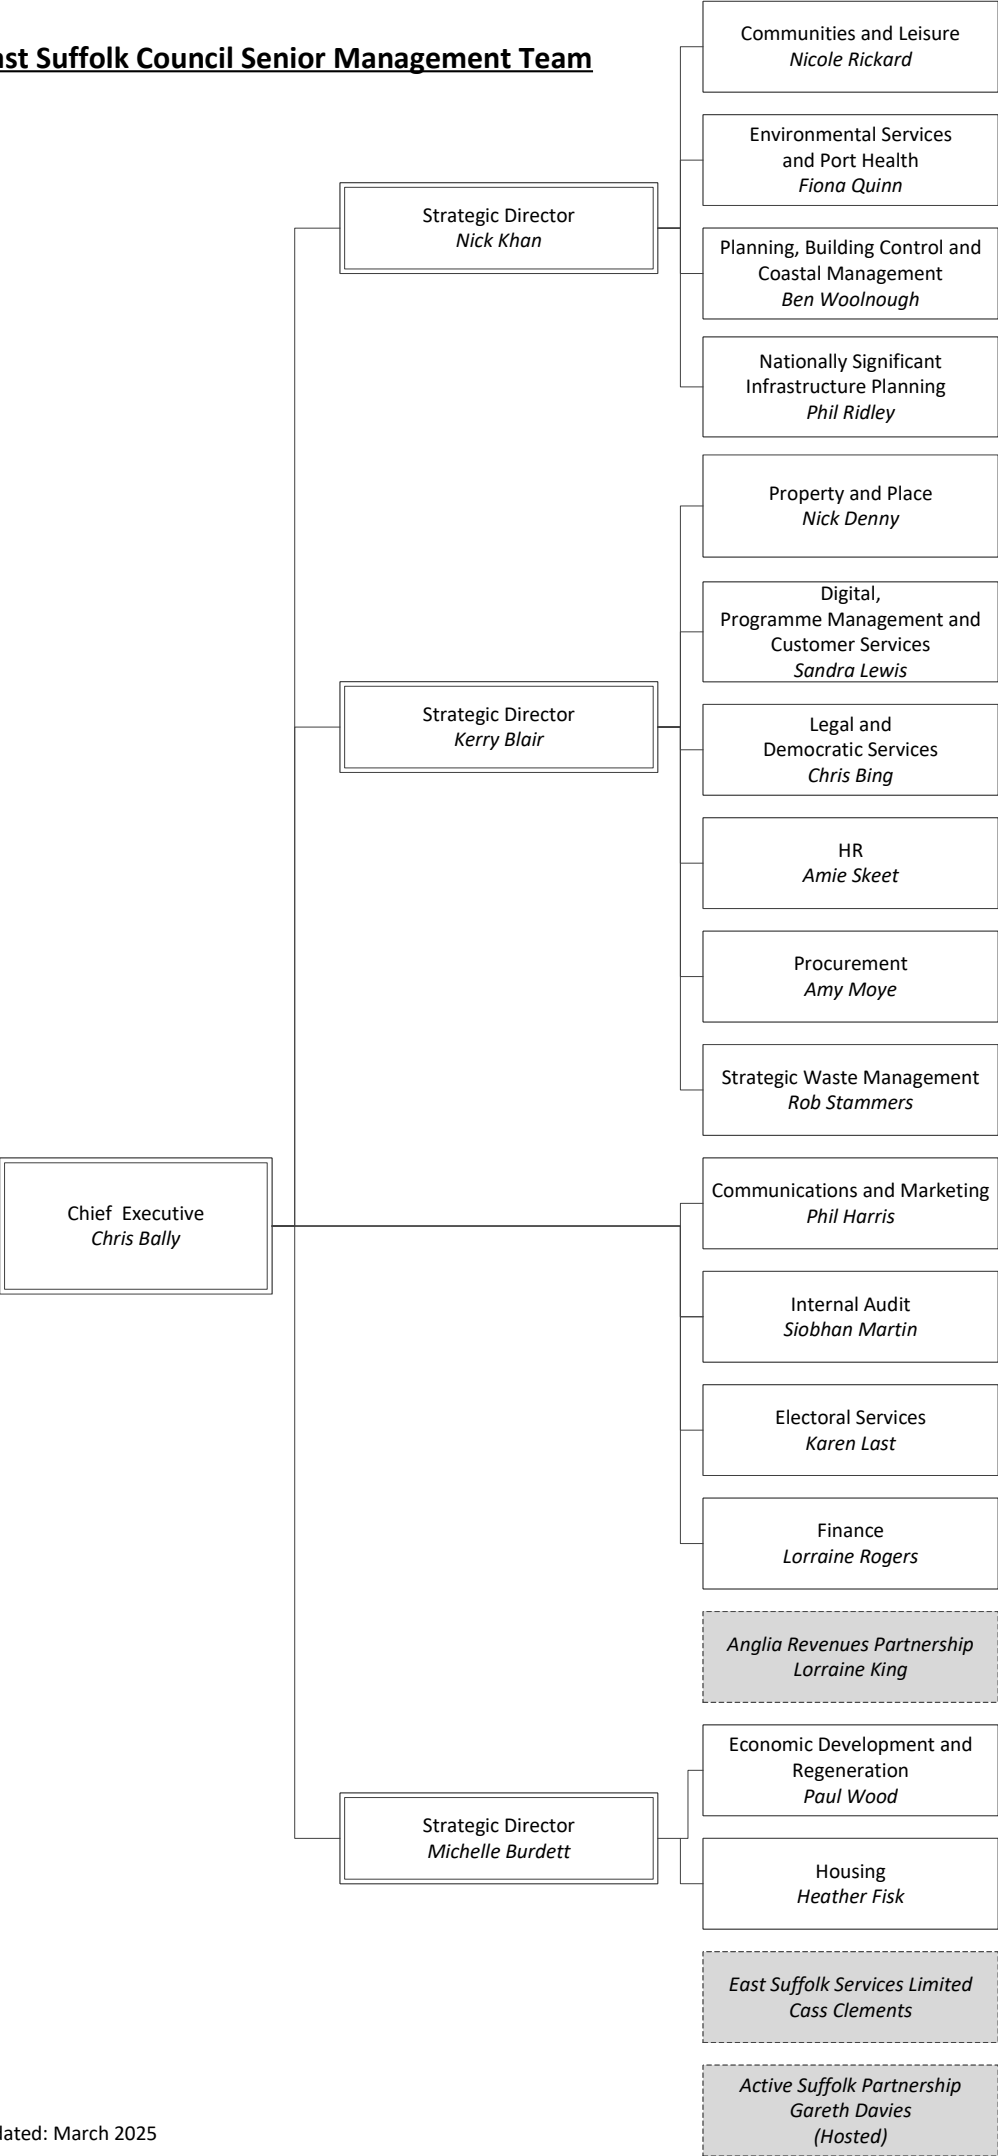 ast Suffolk Council Senior Management Team
Communities and Leisure
Nicole Rickard
Environmental Services
and Port Health
Fiona Quinn
Strategic Director
Nick Khan
Planning, Building Control and
Coastal Management
Ben Woolnough
Nationally Significant
Infrastructure Planning
Phil Ridley
Property and Place
Nick Denny
Digital,
Programme Management and
Customer Services
Sandra Lewis
Strategic Director
Kerry Blair
Legal and
Democratic Services
Chris Bing
HR
Amie Skeet
Procurement
Amy Moye
Strategic Waste Management
Rob Stammers
Chief  Executive
Chris Bally
Communications and Marketing
Phil Harris
Internal Audit
Siobhan Martin
Electoral Services
Karen Last
Finance
Lorraine Rogers
Anglia Revenues Partnership
Lorraine King
Economic Development and
Regeneration
Paul Wood
Strategic Director
Michelle Burdett
Housing
Heather Fisk
East Suffolk Services Limited
Cass Clements
Active Suffolk Partnership
Gareth Davies
(Hosted)
dated: March 2025